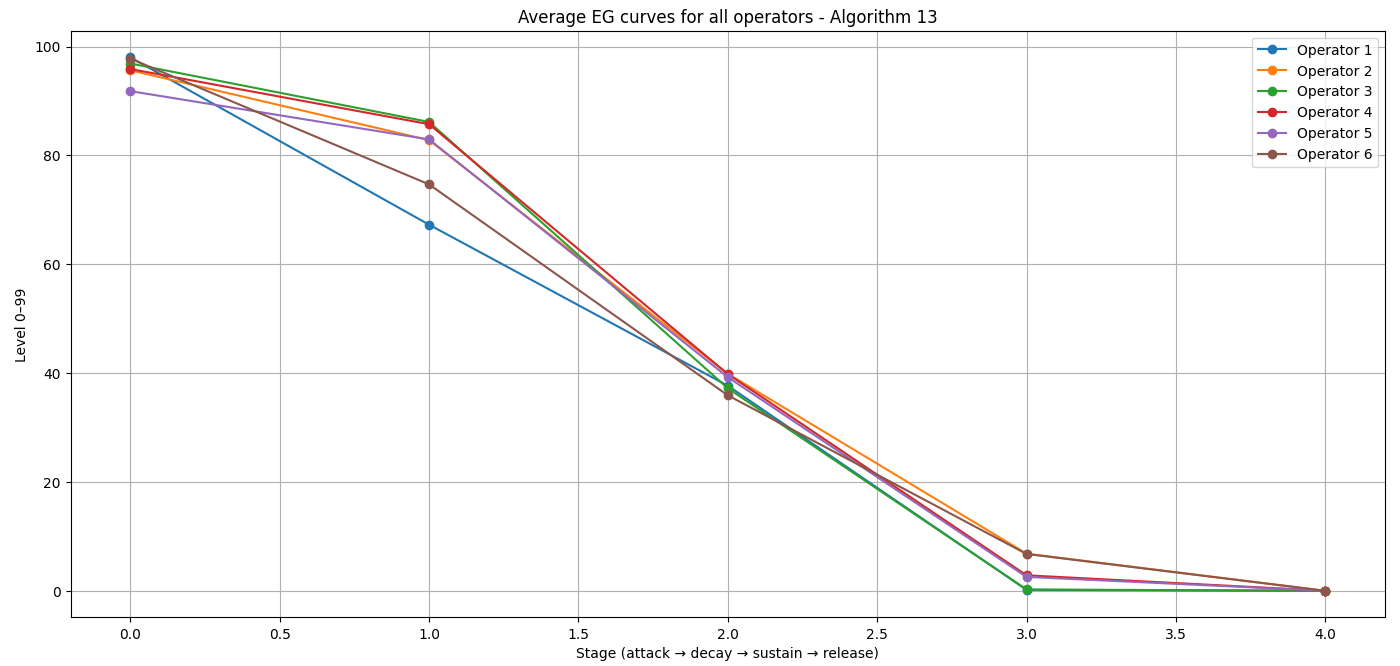 Average EG curves for all operators - Algorithm 13
Level 0–99
100
80
60
40
20
0
Operator 1
Operator 2
Operator 3
Operator 4
Operator 5
Operator 6
0.0 0.5 1.0 1.5 2.0 2.5 3.0 3.5 4.0
Stage (attack → decay → sustain → release)